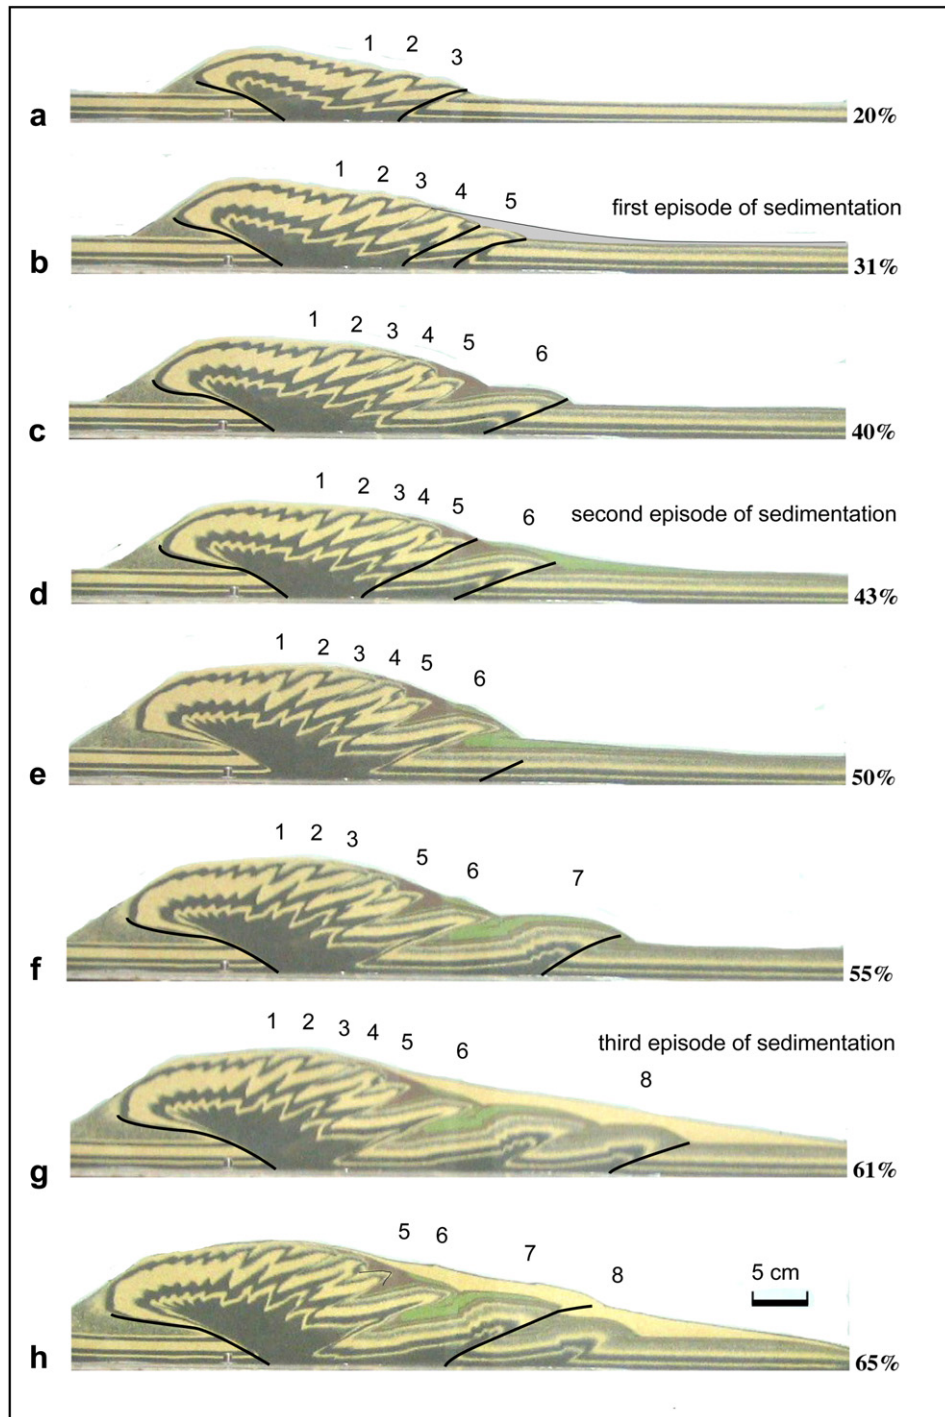 1 2 3
a 20%
1 2 3 4 5 first episode of sedimentation
b 31%
1 2 3 4 5 6
c 40%
1 2 3 4 5 6 second episode of sedimentation
d 43%
1 2 3 4 5 6
e 50%
1 2 3 5 6 7
f 55%
1 2 3 4 5 6 8 third episode of sedimentation
g 61%
5 6 7 8 5 cm
h 65%